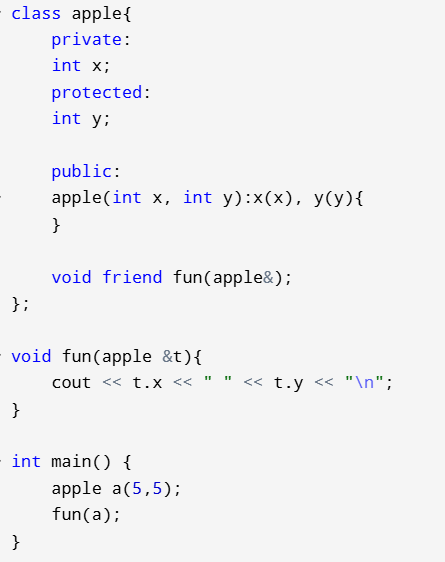 class apple{
    private:
    int x;
    protected:
    int y;

    public:
    apple(int x, int y):x(x), y(y){
    }

    void friend fun(apple&);
};

void fun(apple &t){
    cout << t.x << " " << t.y << "\n";
}

int main() {
    apple a(5,5);
    fun(a);
}